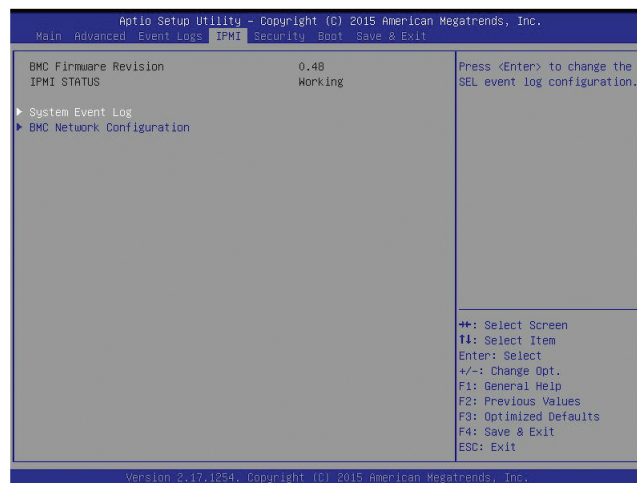 Aptio Setup Utility – Copyright (C) 2015 American Megatrends, Inc.
Main Advanced Event Logs IPMI Security Boot Save & Exit
BMC Firmware Revision 0.48
IPMI STATUS Working
System Event Log
BMC Network Configuration
Press <Enter> to change the
SEL event log configuration.
→←: Select Screen
↑↓: Select Item
Enter: Select
+/-: Change Opt.
F1: General Help
F2: Previous Values
F3: Optimized Defaults
F4: Save & Exit
ESC: Exit
Version 2.17.1254. Copyright (C) 2015 American Megatrends, Inc.